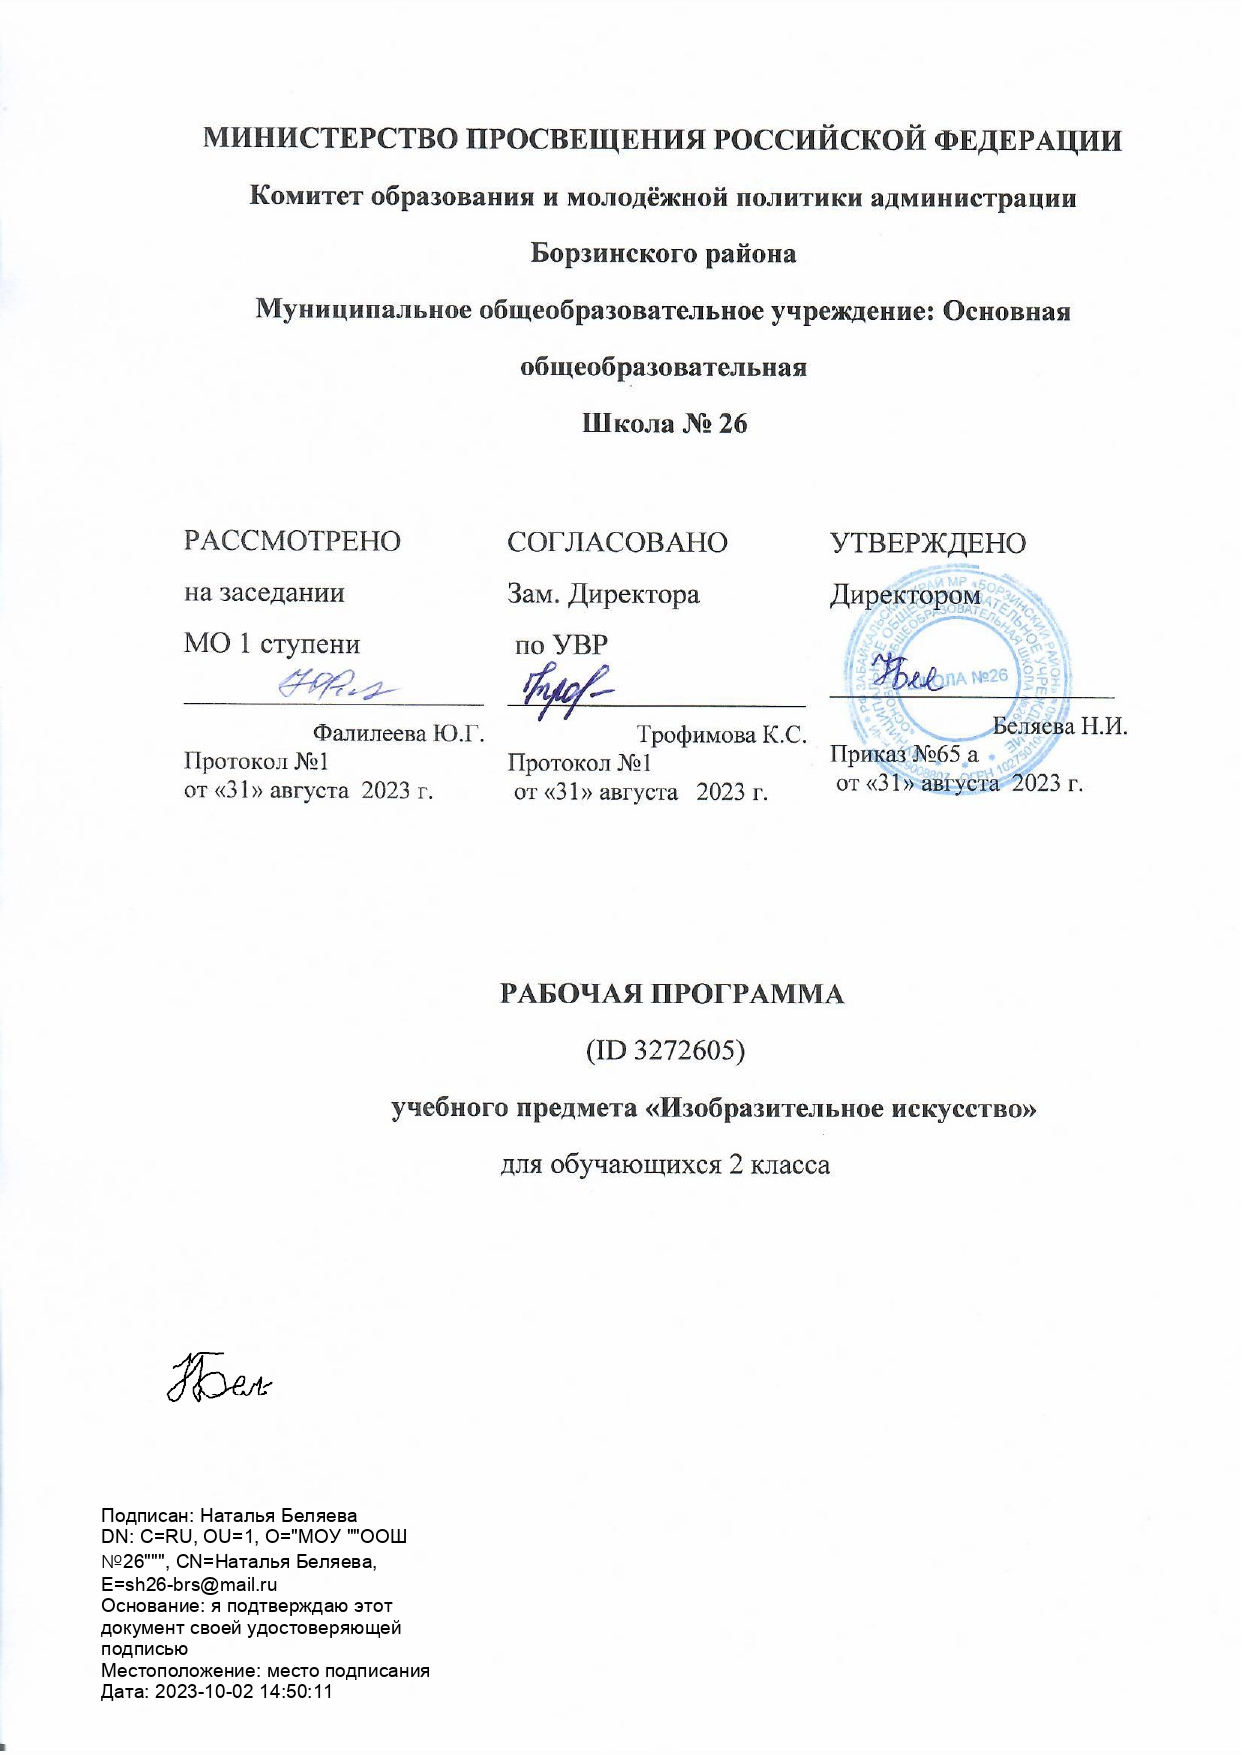 МИНИСТЕРСТВО ПРОСВЕЩЕНИЯ РОССИЙСКОЙ ФЕДЕРАЦИИ
Комитет образования и молодёжной политики администрации
Борзинского района
Муниципальное общеобразовательное учреждение: Основная
общеобразовательная
Школа № 26
РАССМОТРЕНО
на заседании
МО 1 ступени
Фалилеева Ю.Г.
Протокол №1
от «31» августа 2023 г.
СОГЛАСОВАНО
Зам. Директора
по УВР
Трофимова К.С.
Протокол №1
от «31» августа 2023 г.
УТВЕРЖДЕНО
Директором
ШКОЛА №26
Беляева Н.И.
Приказ №65 а
от «31» августа 2023 г.
РАБОЧАЯ ПРОГРАММА
(ID 3272605)
учебного предмета «Изобразительное искусство»
для обучающихся 2 класса
Подписан: Наталья Беляева
DN: C=RU, OU=1, O="МОУ ""ООШ
№26""", CN=Наталья Беляева,
E=sh26-brs@mail.ru
Основание: я подтверждаю этот
документ своей удостоверяющей
подписью
Местоположение: место подписания
Дата: 2023-10-02 14:50:11